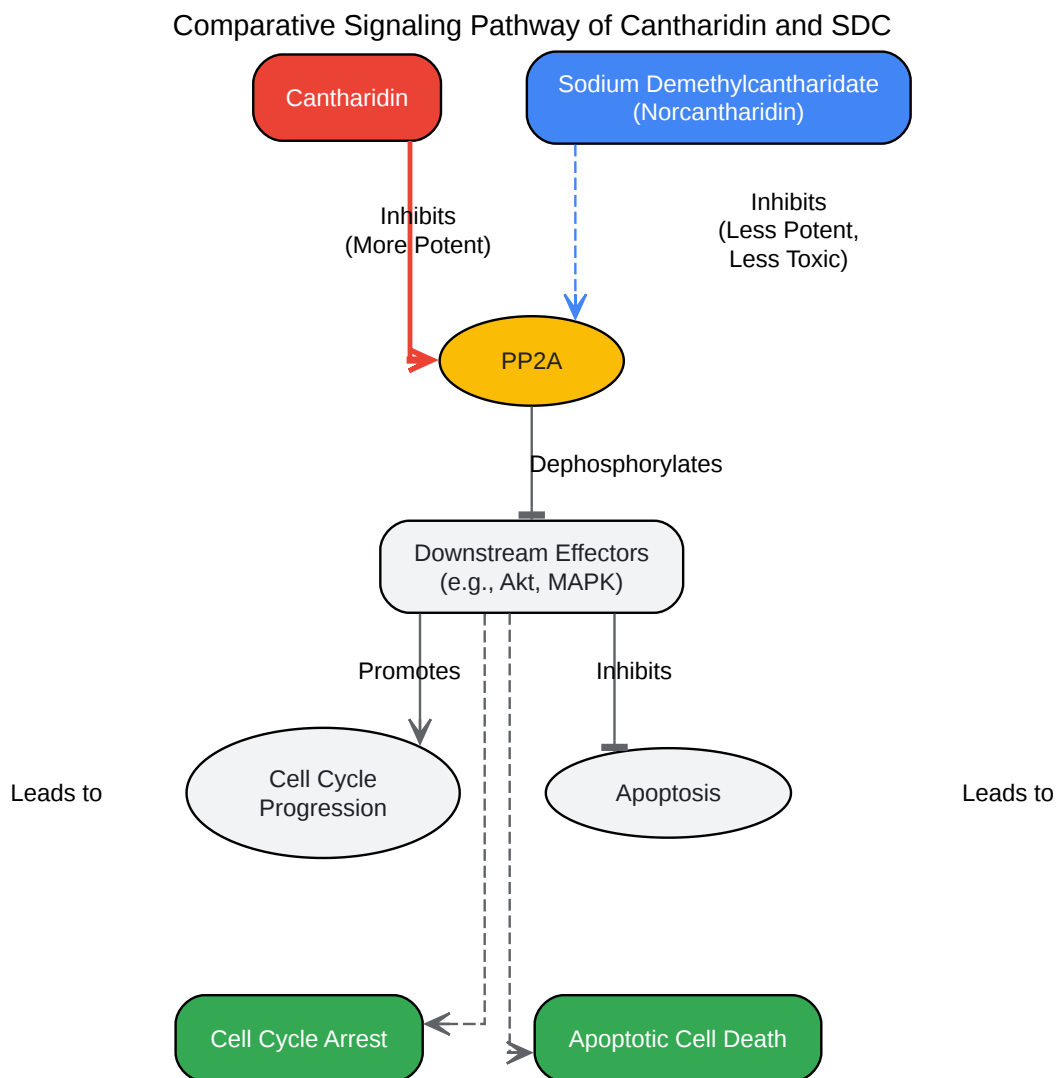 Comparative Signaling Pathway of Cantharidin and SDC
Cantharidin
Sodium Demethylcantharidate
(Norcantharidin)
Inhibits
(More Potent)
Inhibits
(Less Potent,
Less Toxic)
PP2A
Dephosphorylates
Downstream Effectors
(e.g., Akt, MAPK)
Promotes
Inhibits
Leads to
Cell Cycle
Progression
Apoptosis
Leads to
Cell Cycle Arrest
Apoptotic Cell Death